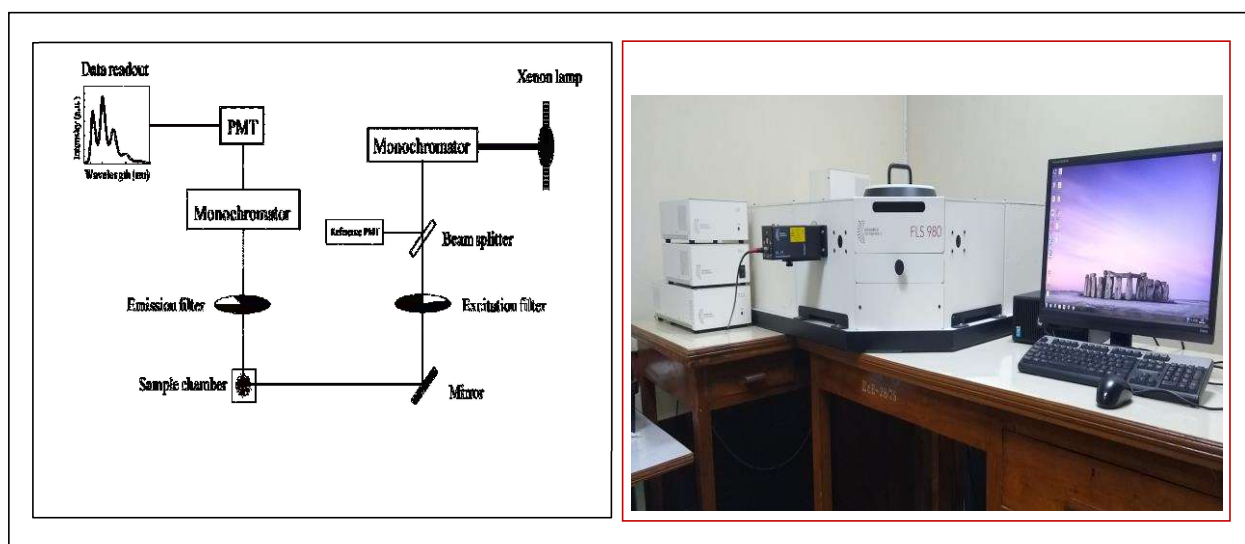 Data readout
Xenon lamp
Intensity (a.u.)
PMT
Monochromator
Wavelength (nm)
Monochromator
Reference PMT
Beam splitter
Emission filter
Excitation filter
Sample chamber
Mirror
FLS 980